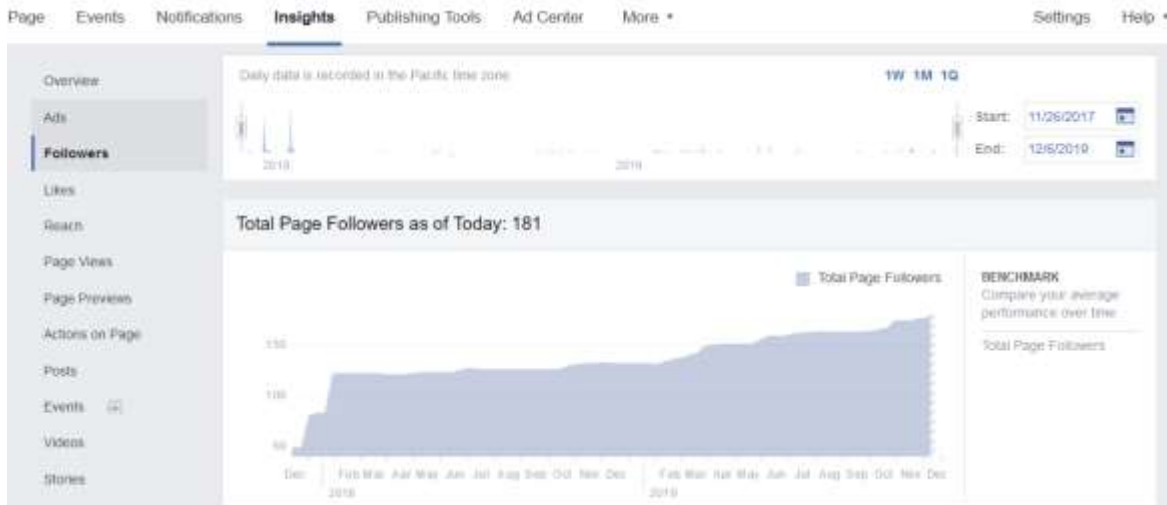 Page Events Notifications Insights Publishing Tools Ad Center More
Settings Help
Overview
Ads
Followers
Likes
Reach
Page Views
Page Previews
Actions on Page
Posts
Events
Videos
Stories
Daily data is recorded in the Pacific time zone.
1W 1M 1Q
Start: 11/26/2017
End: 12/6/2019
2018 2019
Total Page Followers as of Today: 181
Total Page Followers
150
100
50
Dec Feb Mar Apr May Jun Jul Aug Sep Oct Nov Dec Feb Mar Apr May Jun Jul Aug Sep Oct Nov Dec
2018 2019
BENCHMARK
Compare your average
performance over time.
Total Page Followers